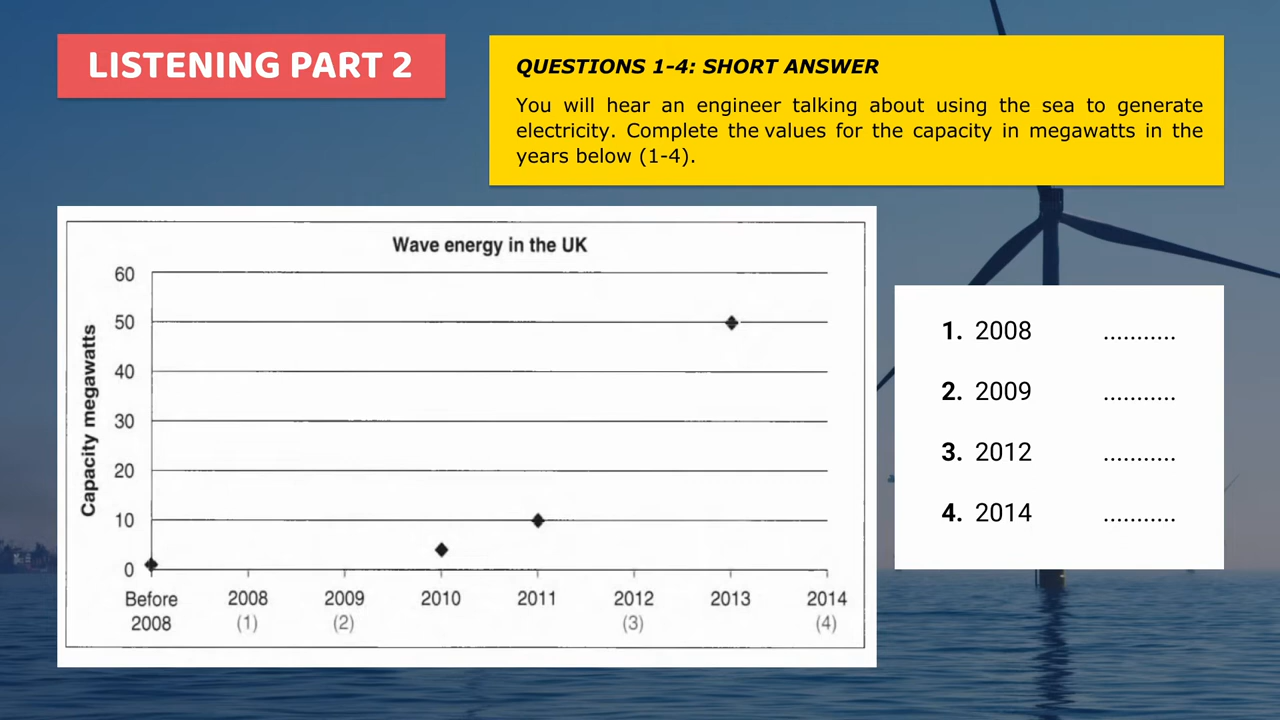 LISTENING PART 2
QUESTIONS 1-4: SHORT ANSWER
You will hear an engineer talking about using the sea to generate
electricity. Complete the values for the capacity in megawatts in the
years below (1-4).
Wave energy in the UK
Capacity megawatts
60
50
40
30
20
10
0
Before 2008 2009 2010 2011 2012 2013 2014
2008 (1) (2) (3) (4)
1. 2008 ...........
2. 2009 ...........
3. 2012 ...........
4. 2014 ...........